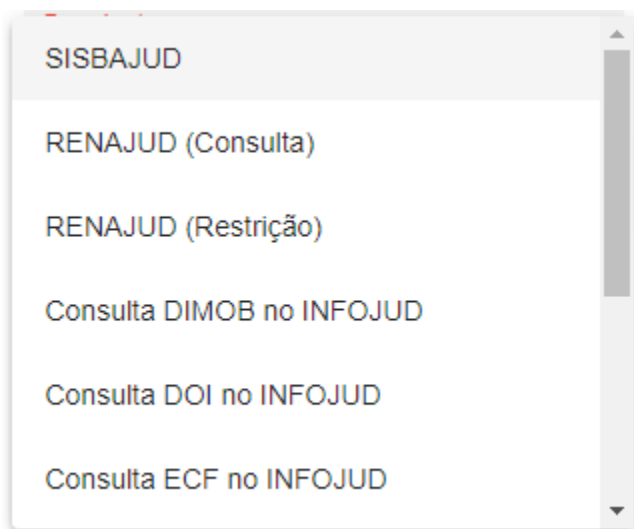 SISBAJUD
RENAJUD (Consulta)
RENAJUD (Restrição)
Consulta DIMOB no INFOJUD
Consulta DOI no INFOJUD
Consulta ECF no INFOJUD